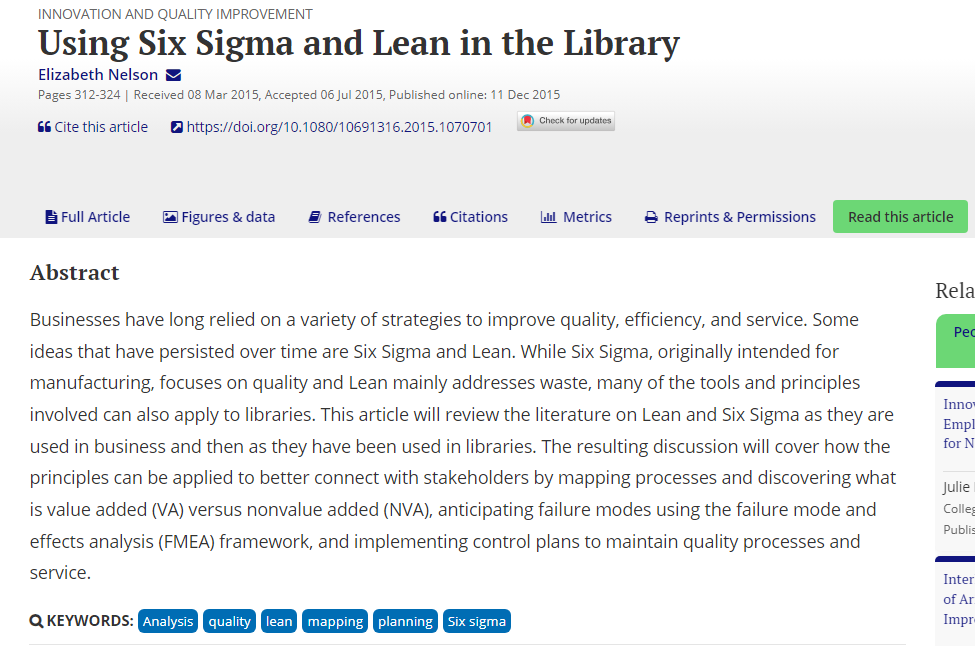 INNOVATION AND QUALITY IMPROVEMENT
Using Six Sigma and Lean in the Library
Elizabeth Nelson
Pages 312-324 | Received 08 Mar 2015, Accepted 06 Jul 2015, Published online: 11 Dec 2015
Cite this article https://doi.org/10.1080/10691316.2015.1070701 Check for updates
Full Article Figures & data References Citations Metrics Reprints & Permissions Read this article
Abstract
Businesses have long relied on a variety of strategies to improve quality, efficiency, and service. Some
ideas that have persisted over time are Six Sigma and Lean. While Six Sigma, originally intended for
manufacturing, focuses on quality and Lean mainly addresses waste, many of the tools and principles
involved can also apply to libraries. This article will review the literature on Lean and Six Sigma as they are
used in business and then as they have been used in libraries. The resulting discussion will cover how the
principles can be applied to better connect with stakeholders by mapping processes and discovering what
is value added (VA) versus nonvalue added (NVA), anticipating failure modes using the failure mode and
effects analysis (FMEA) framework, and implementing control plans to maintain quality processes and
service.
KEYWORDS: Analysis quality lean mapping planning Six sigma
Rela
Peo
Innov
Empl
for N
Julie
Colleg
Publis
Inter
of Ar
Impr